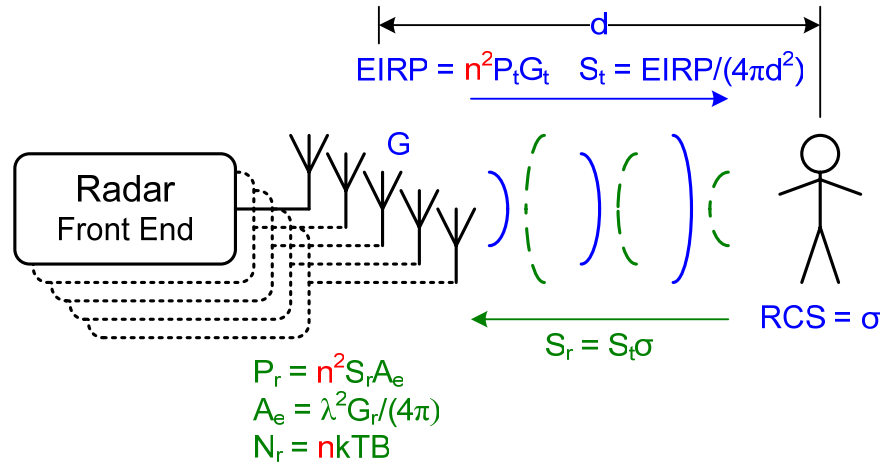 d
EIRP = n²PₜGₜ Sₜ = EIRP/(4πd²)
G
Radar
Front End
RCS = σ
Sᵣ = Sₜσ
Pᵣ = n²SᵣAₑ
Aₑ = λ²Gᵣ/(4π)
Nᵣ = nkTB